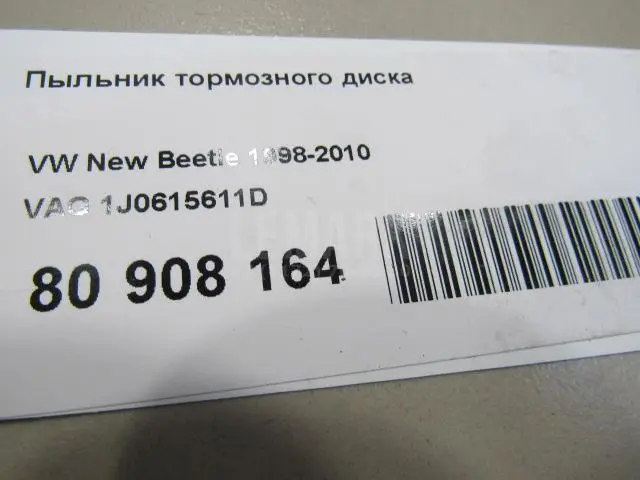 Пыльник тормозного диска
VW New Beetle 1998-2010
VAG 1J0615611D
80 908 164